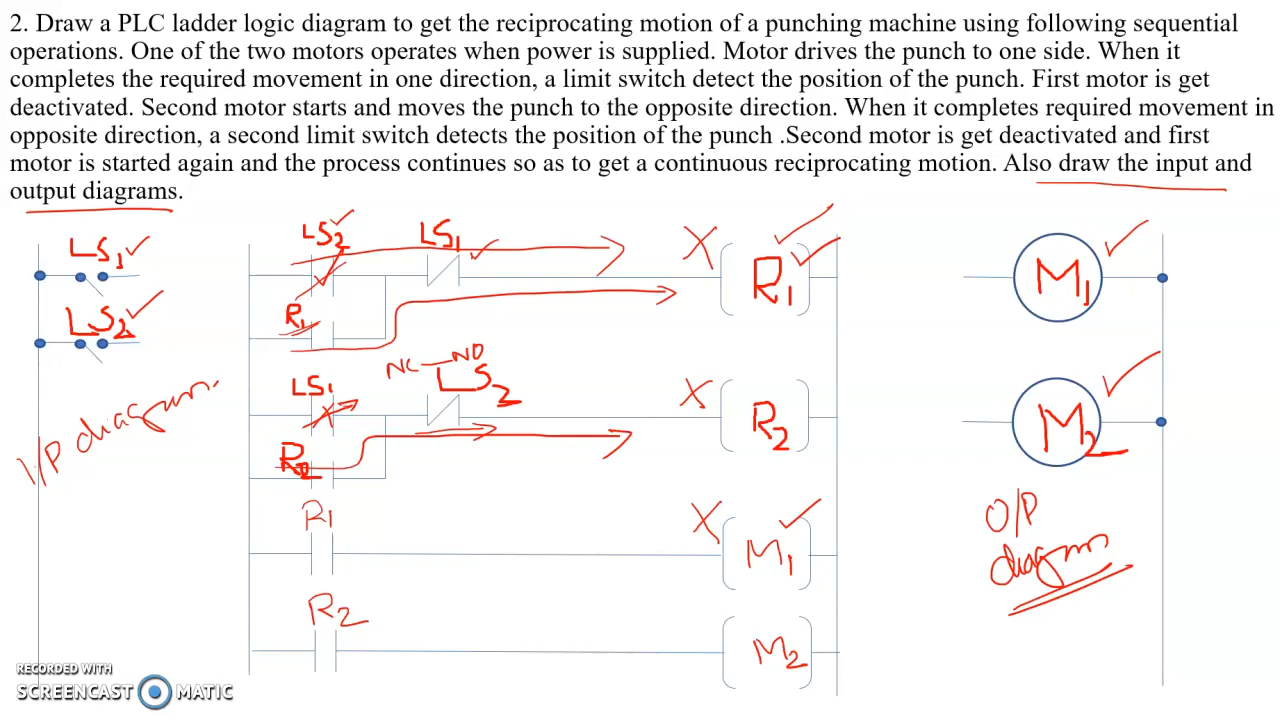 2. Draw a PLC ladder logic diagram to get the reciprocating motion of a punching machine using following sequential
operations. One of the two motors operates when power is supplied. Motor drives the punch to one side. When it
completes the required movement in one direction, a limit switch detect the position of the punch. First motor is get
deactivated. Second motor starts and moves the punch to the opposite direction. When it completes required movement in
opposite direction, a second limit switch detects the position of the punch .Second motor is get deactivated and first
motor is started again and the process continues so as to get a continuous reciprocating motion. Also draw the input and
output diagrams.
LS1
LS2
I/P diagram.
LS2 LS1 R1
R1
NC NO
LS1 LS2 R2
R2
R1 M1
R2 M2
M1
M2
O/P
diagram
RECORDED WITH
SCREENCAST MATIC